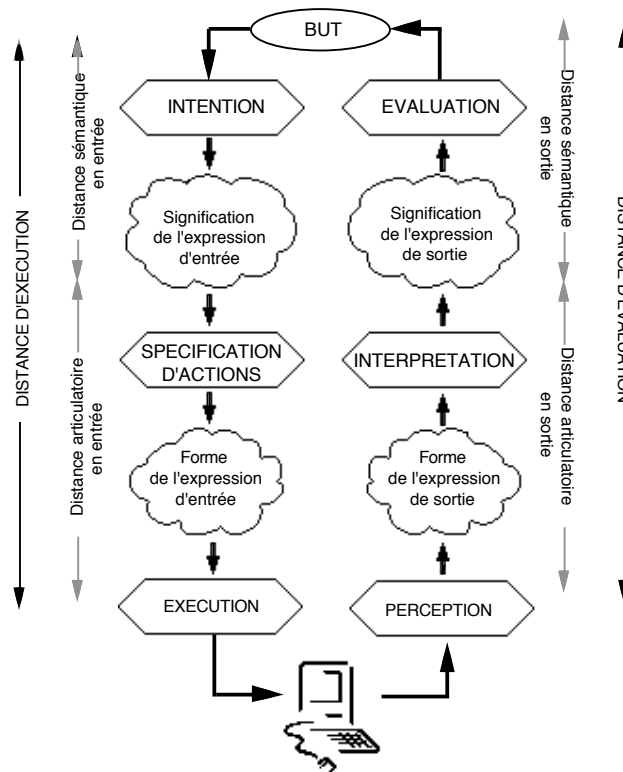 BUT
INTENTION
EVALUATION
Signification
de l'expression
d'entrée
Signification
de l'expression
de sortie
SPECIFICATION
D'ACTIONS
INTERPRETATION
Forme
de l'expression
d'entrée
Forme
de l'expression
de sortie
EXECUTION
PERCEPTION
DISTANCE D'EXECUTION
Distance sémantique
en entrée
Distance articulatoire
en entrée
Distance sémantique
en sortie
Distance articulatoire
en sortie
DISTANCE D'EVALUATION